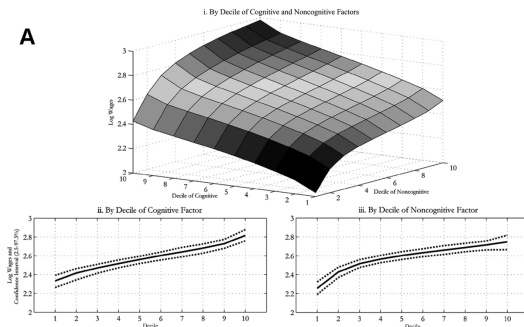 i. By Decile of Cognitive and Noncognitive Factors
A
3
2.8
2.6
2.4
2.2
2
Log Wages
10 9 8 7 6 5 4 3 2 1
Decile of Cognitive
2 4 6 8 10
Decile of Noncognitive
ii. By Decile of Cognitive Factor
3
2.8
2.6
2.4
2.2
2
Log Wages and
Confidence Interval (2.5-97.5%)
1 2 3 4 5 6 7 8 9 10
Decile
iii. By Decile of Noncognitive Factor
3
2.8
2.6
2.4
2.2
2
1 2 3 4 5 6 7 8 9 10
Decile